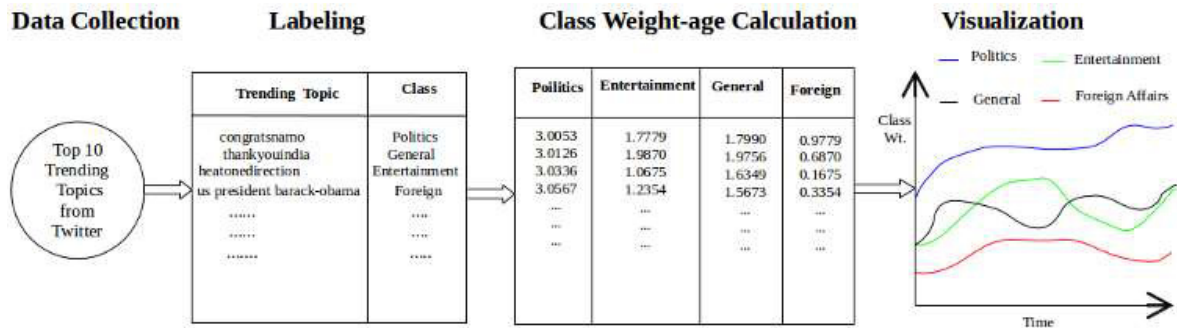 Data Collection
Labeling
Class Weight-age Calculation
Visualization
Top 10
Trending
Topics
from
Twitter
Trending Topic Class
congratsnamo Politics
thankyouindia General
heatonedirection Entertainment
us president barack-obama Foreign
...... ....
...... ....
....... .....
Poilitics Entertainment General Foreign
3.0053 1.7779 1.7990 0.9779
3.0126 1.9870 1.9756 0.6870
3.0336 1.0675 1.6349 0.1675
3.0567 1.2354 1.5673 0.3354
... ... ... ...
... ... ... ...
... ... ... ...
Politics Entertainment
General Foreign Affairs
Class
Wt.
Time